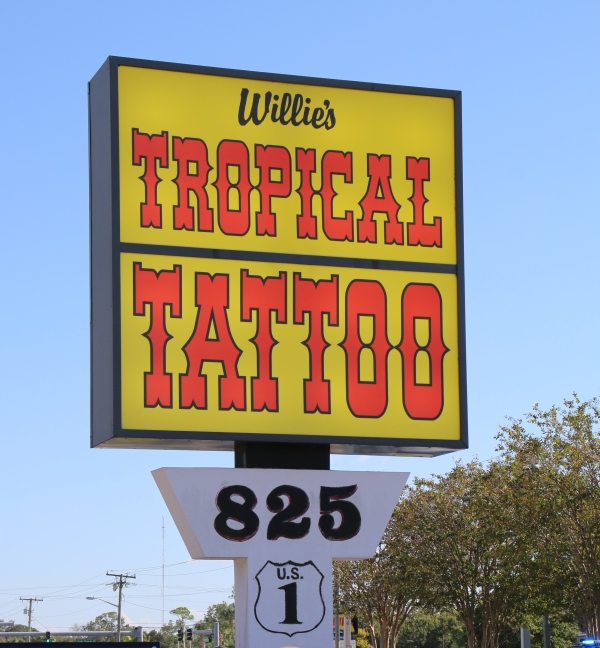 Willie's
TROPICAL
TATTOO
825
U.S.
1